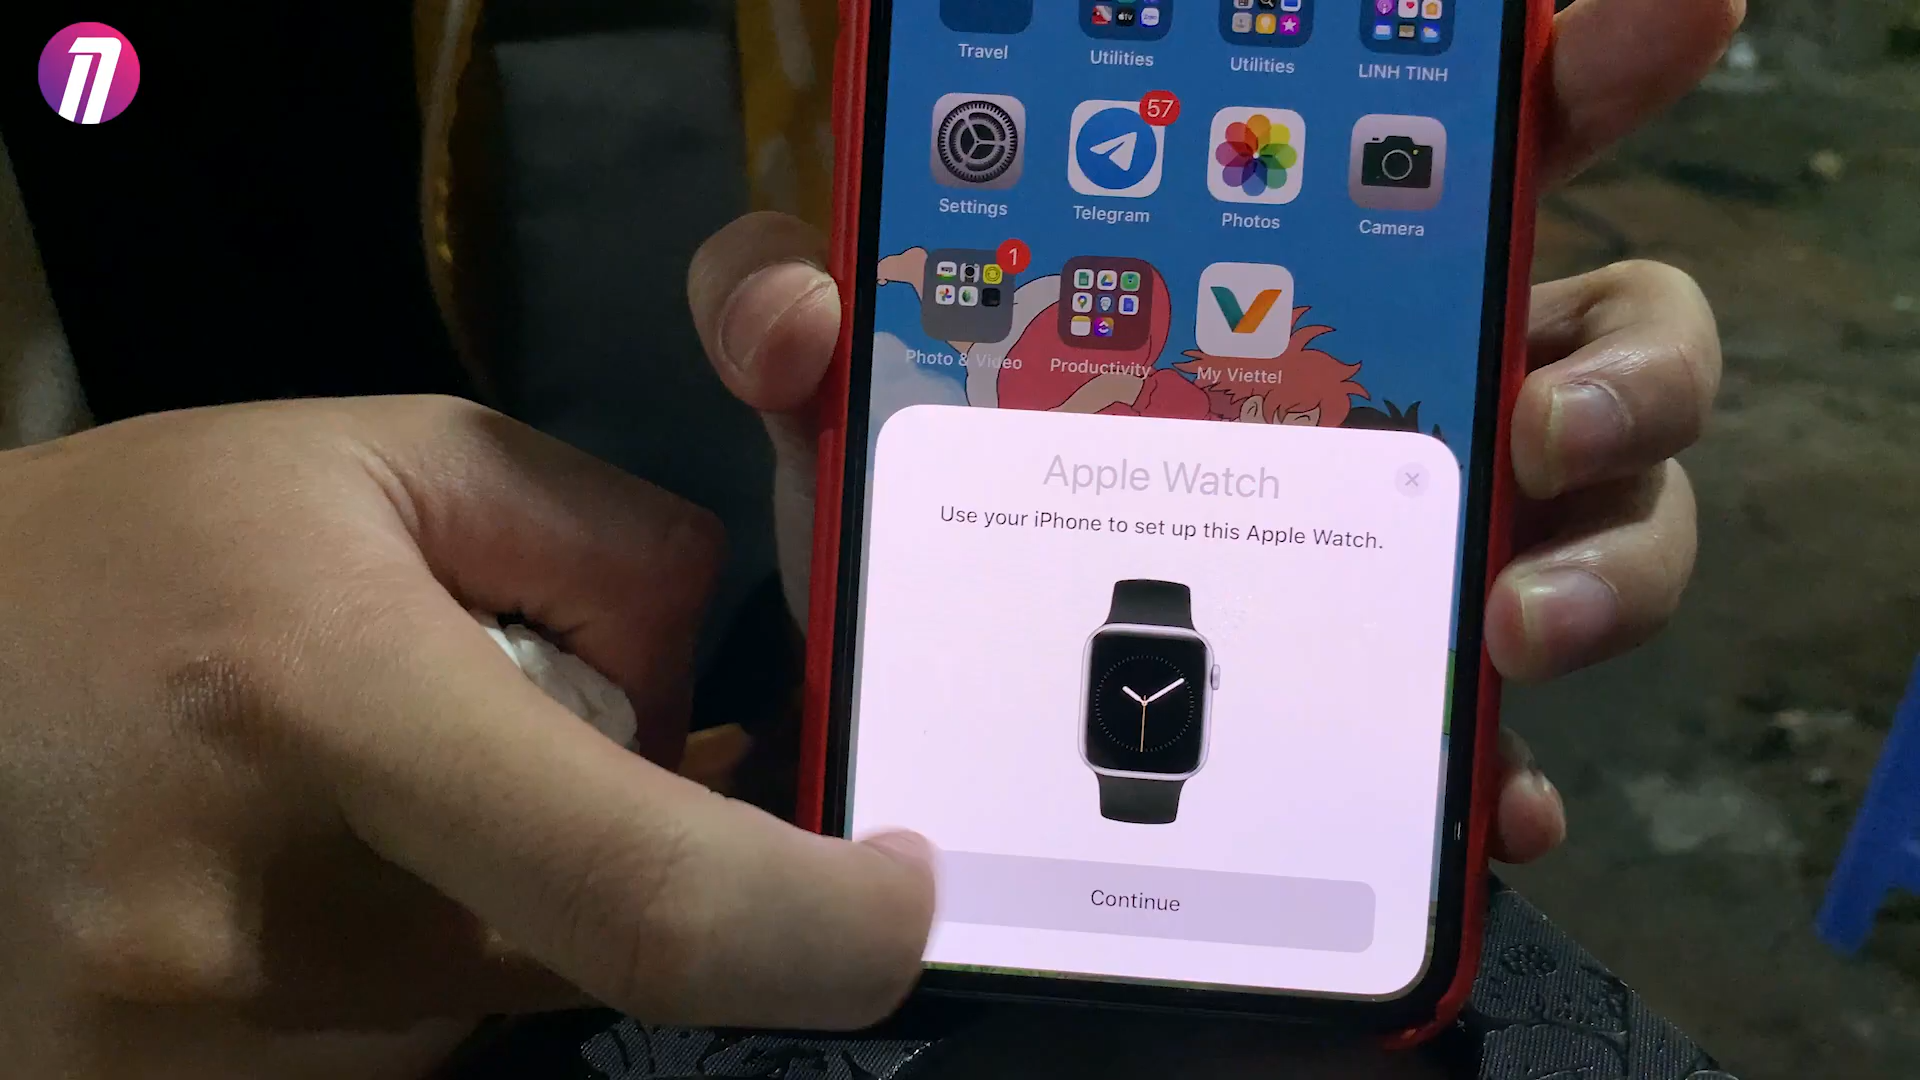 Travel
Utilities
Utilities
LINH TINH
57
Settings
Telegram
Photos
Camera
1
Photo & Video
Productivity
My Viettel
Apple Watch
Use your iPhone to set up this Apple Watch.
Continue